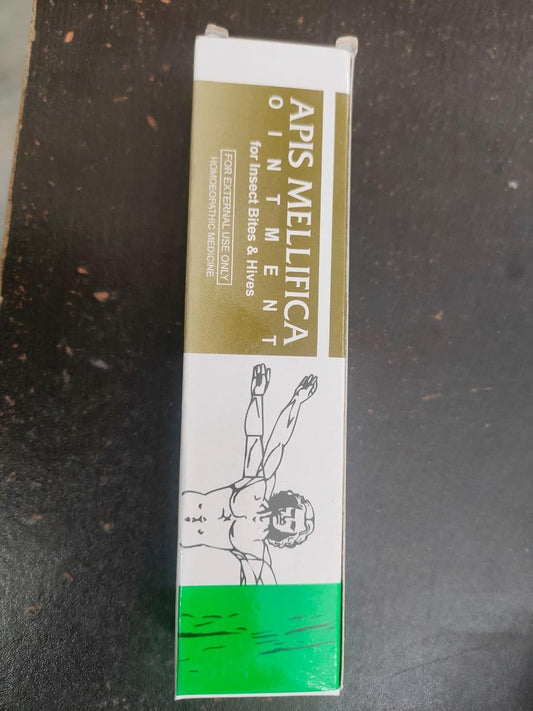 APIS MELLIFICA
OINTMENT
for Insect Bites & Hives
FOR EXTERNAL USE ONLY
HOMOEOPATHIC MEDICINE